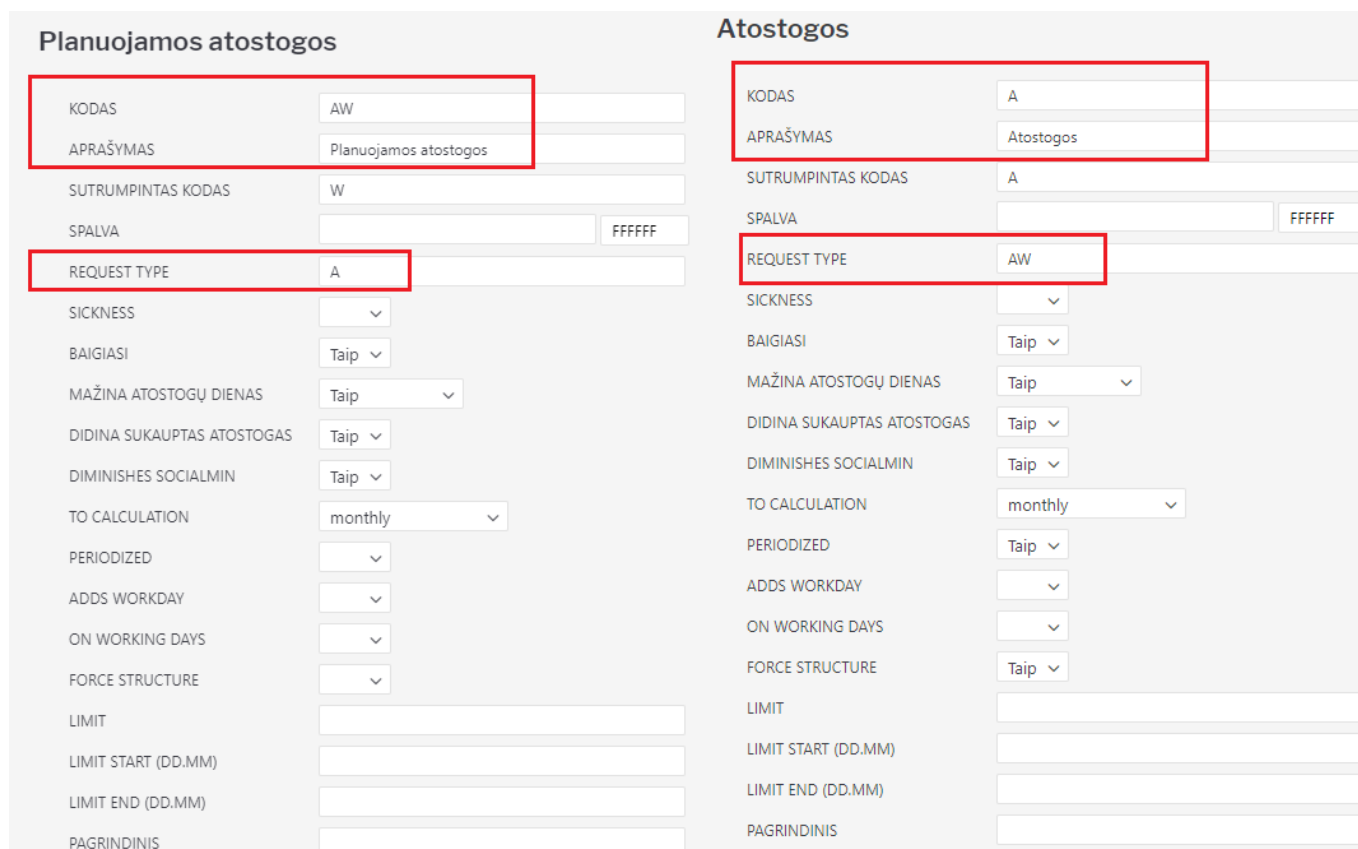 Planuojamos atostogos
KODAS AW
APRAŠYMAS Planuojamos atostogos
SUTRUMPINTAS KODAS W
SPALVA FFFFFF
REQUEST TYPE A
SICKNESS
BAIGIASI Taip
MAŽINA ATOSTOGŲ DIENAS Taip
DIDINA SUKAUPTAS ATOSTOGAS Taip
DIMINISHES SOCIALMIN Taip
TO CALCULATION monthly
PERIODIZED
ADDS WORKDAY
ON WORKING DAYS
FORCE STRUCTURE
LIMIT
LIMIT START (DD.MM)
LIMIT END (DD.MM)
PAGRINDINIS
Atostogos
KODAS A
APRAŠYMAS Atostogos
SUTRUMPINTAS KODAS A
SPALVA FFFFFF
REQUEST TYPE AW
SICKNESS
BAIGIASI Taip
MAŽINA ATOSTOGŲ DIENAS Taip
DIDINA SUKAUPTAS ATOSTOGAS Taip
DIMINISHES SOCIALMIN Taip
TO CALCULATION monthly
PERIODIZED Taip
ADDS WORKDAY
ON WORKING DAYS
FORCE STRUCTURE Taip
LIMIT
LIMIT START (DD.MM)
LIMIT END (DD.MM)
PAGRINDINIS